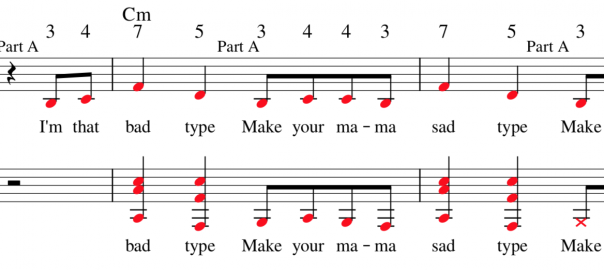 Cm
3 4 7 5 3 4 4 3 7 5 3
Part A Part A Part A
I'm that bad type Make your ma - ma sad type Make
bad type Make your ma - ma sad type Make